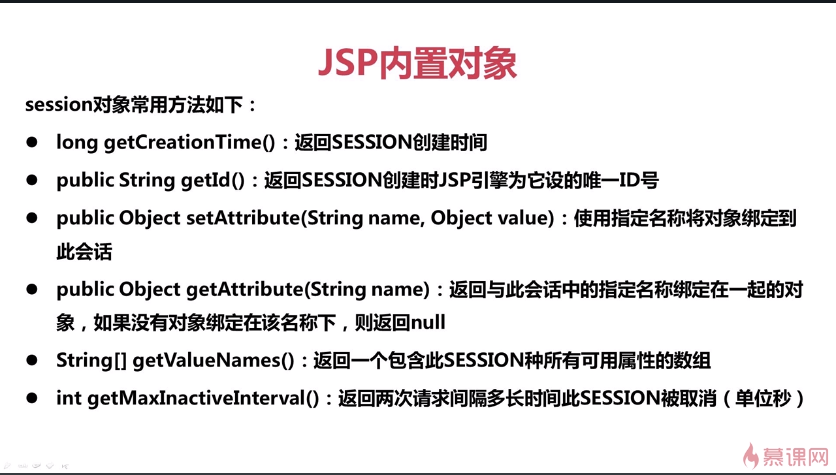 JSP内置对象
session对象常用方法如下：
● long getCreationTime()：返回SESSION创建时间
● public String getId()：返回SESSION创建时JSP引擎为它设的唯一ID号
● public Object setAttribute(String name, Object value)：使用指定名称将对象绑定到
此会话
● public Object getAttribute(String name)：返回与此会话中的指定名称绑定在一起的对
象，如果没有对象绑定在该名称下，则返回null
● String[] getValueNames()：返回一个包含此SESSION种所有可用属性的数组
● int getMaxInactiveInterval()：返回两次请求间隔多长时间此SESSION被取消（单位秒）
慕课网